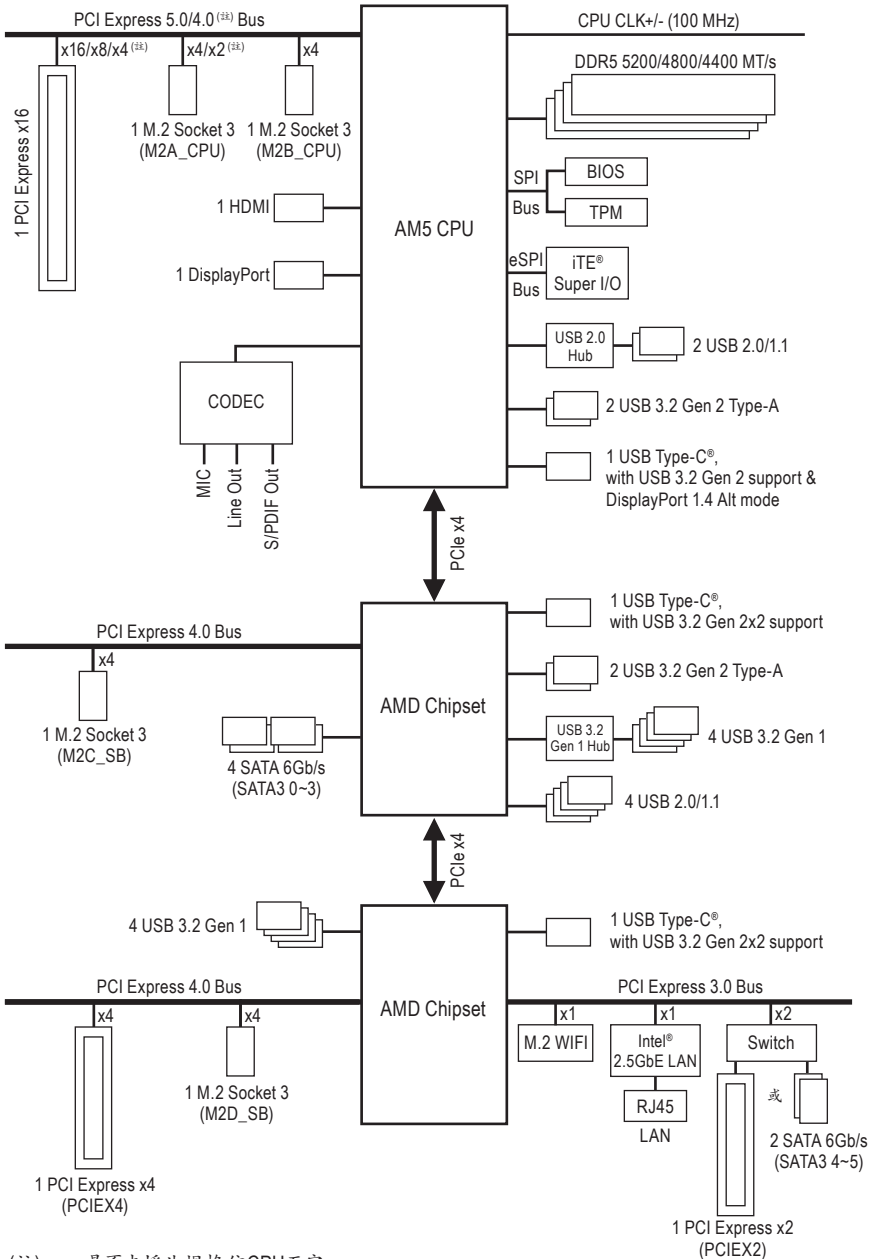 PCI Express 5.0/4.0 (註) Bus
CPU CLK+/- (100 MHz)
x16/x8/x4 (註)
x4/x2 (註)
x4
DDR5 5200/4800/4400 MT/s
1 PCI Express x16
1 M.2 Socket 3
(M2A_CPU)
1 M.2 Socket 3
(M2B_CPU)
SPI
Bus
BIOS
TPM
1 HDMI
AM5 CPU
1 DisplayPort
eSPI
Bus
iTE®
Super I/O
USB 2.0
Hub
2 USB 2.0/1.1
CODEC
2 USB 3.2 Gen 2 Type-A
MIC
Line Out
S/PDIF Out
1 USB Type-C®,
with USB 3.2 Gen 2 support &
DisplayPort 1.4 Alt mode
PCIe x4
1 USB Type-C®,
with USB 3.2 Gen 2x2 support
PCI Express 4.0 Bus
x4
2 USB 3.2 Gen 2 Type-A
AMD Chipset
1 M.2 Socket 3
(M2C_SB)
4 SATA 6Gb/s
(SATA3 0~3)
USB 3.2
Gen 1 Hub
4 USB 3.2 Gen 1
4 USB 2.0/1.1
PCIe x4
4 USB 3.2 Gen 1
1 USB Type-C®,
with USB 3.2 Gen 2x2 support
PCI Express 4.0 Bus
PCI Express 3.0 Bus
x4
x4
AMD Chipset
x1
x1
x2
M.2 WIFI
Intel®
2.5GbE LAN
Switch
RJ45
LAN
或
1 M.2 Socket 3
(M2D_SB)
2 SATA 6Gb/s
(SATA3 4~5)
1 PCI Express x4
(PCIEX4)
1 PCI Express x2
(PCIEX2)
CPU